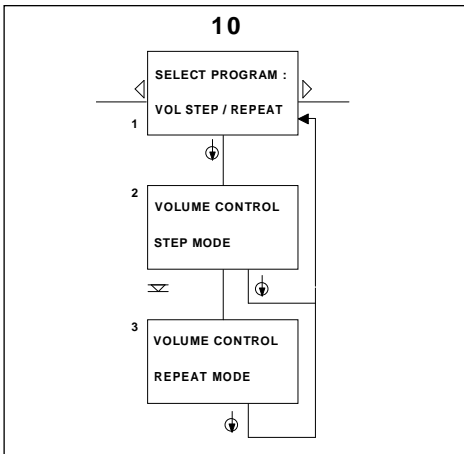 10
SELECT PROGRAM :
VOL STEP / REPEAT
1
2
VOLUME CONTROL
STEP MODE
3
VOLUME CONTROL
REPEAT MODE